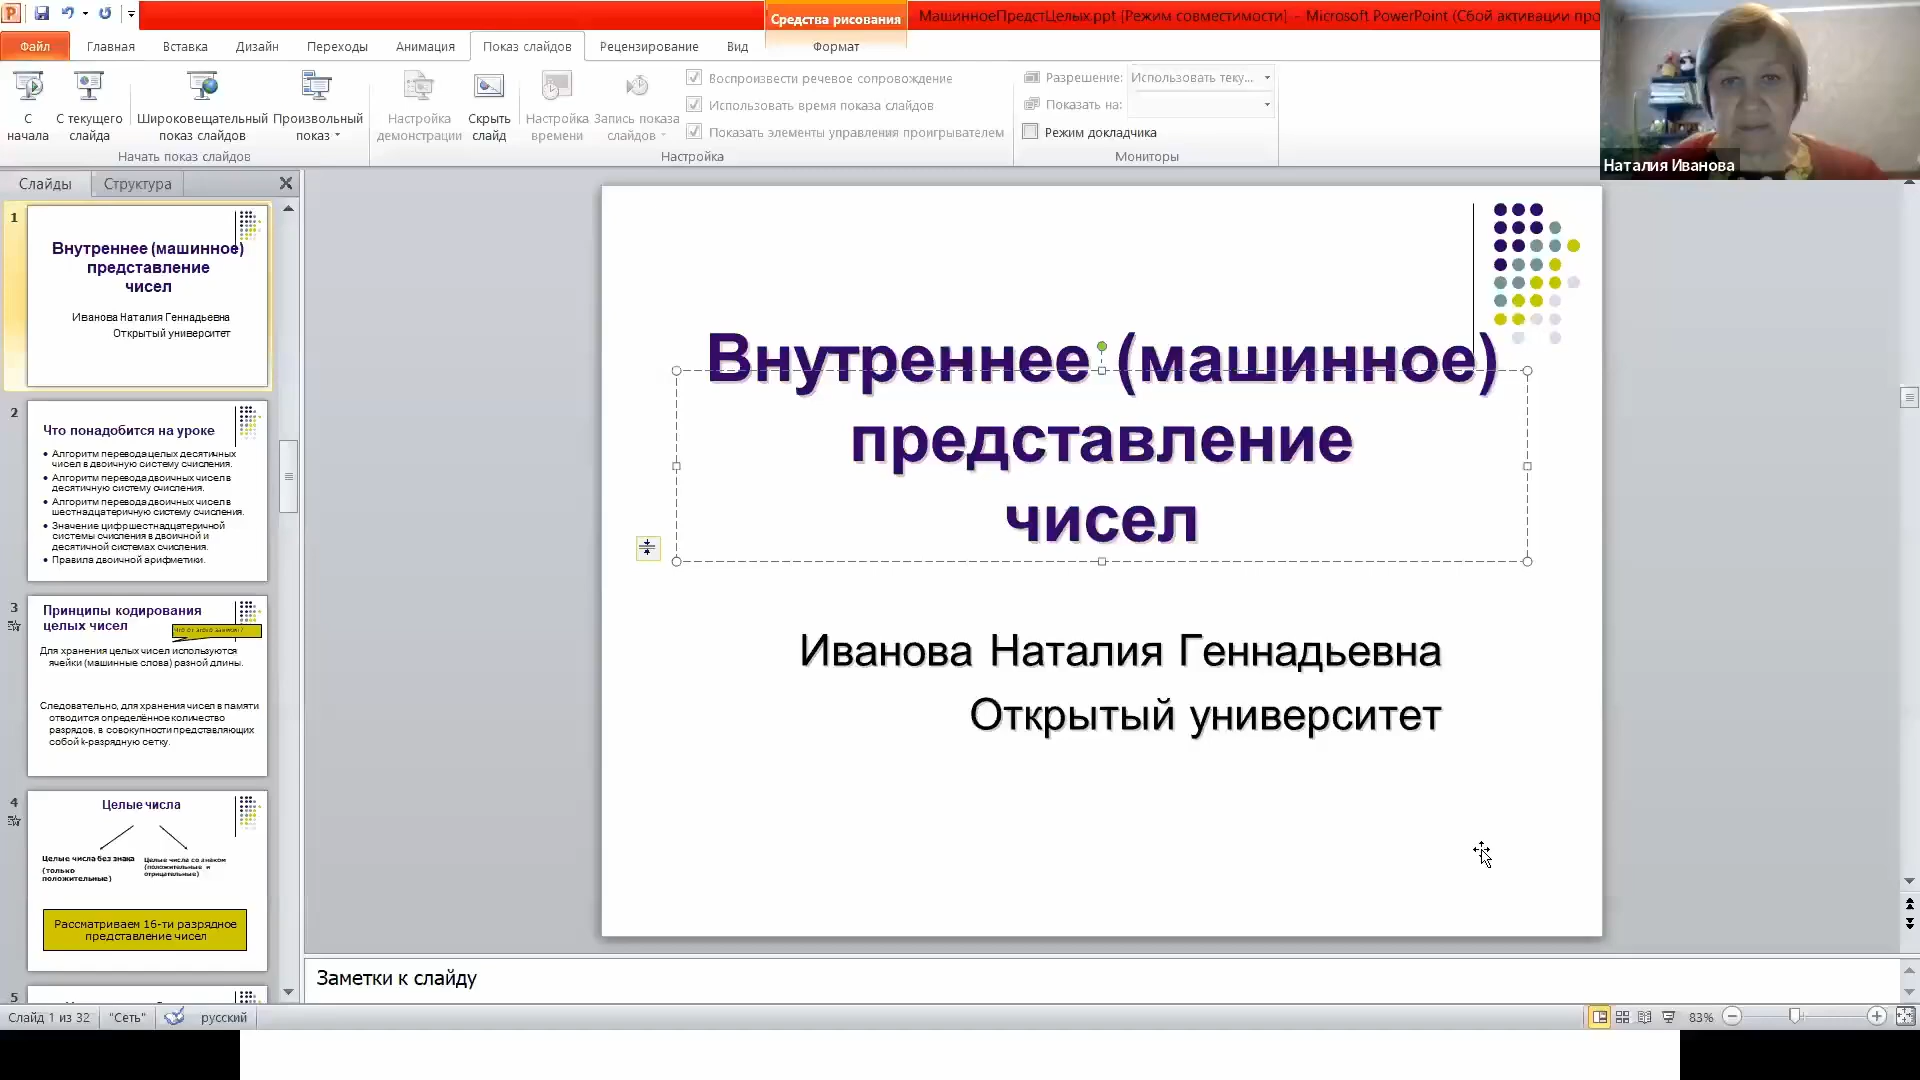 МашинноеПредстЦелых.ppt [Режим совместимости] - Microsoft PowerPoint (Сбой активации про
Средства рисования
Файл Главная Вставка Дизайн Переходы Анимация Показ слайдов Рецензирование Вид Формат
С начала
С текущего слайда
Широковещательный показ слайдов
Произвольный показ
Начать показ слайдов
Настройка демонстрации
Скрыть слайд
Настройка времени
Запись показа слайдов
Воспроизвести речевое сопровождение
Использовать время показа слайдов
Показать элементы управления проигрывателем
Настройка
Разрешение: Использовать теку...
Показать на:
Режим докладчика
Мониторы
Наталия Иванова
Слайды Структура
1
Внутреннее (машинное)
представление
чисел
Иванова Наталия Геннадьевна
Открытый университет
2
Что понадобится на уроке
Алгоритм перевода целых десятичных
чисел в двоичную систему счисления.
Алгоритм перевода двоичных чисел в
десятичную систему счисления.
Алгоритм перевода двоичных чисел в
шестнадцатеричную систему счисления.
Значение цифр шестнадцатеричной
системы счисления в двоичной и
десятичной системах счисления.
Правила двоичной арифметики.
3
Принципы кодирования
целых чисел
Для хранения целых чисел используются
ячейки (машинные слова) разной длины.
Следовательно, для хранения чисел в памяти
отводится определённое количество
разрядов, в совокупности представляющих
собой k-разрядную сетку.
4
Целые числа
Целые числа без знака
(только
положительные)
Целые числа со знаком
(положительные и
отрицательные)
Рассматриваем 16-ти разрядное
представление чисел
5
Внутреннее (машинное)
представление
чисел
Иванова Наталия Геннадьевна
Открытый университет
Заметки к слайду
Слайд 1 из 32 "Сеть" русский 83%